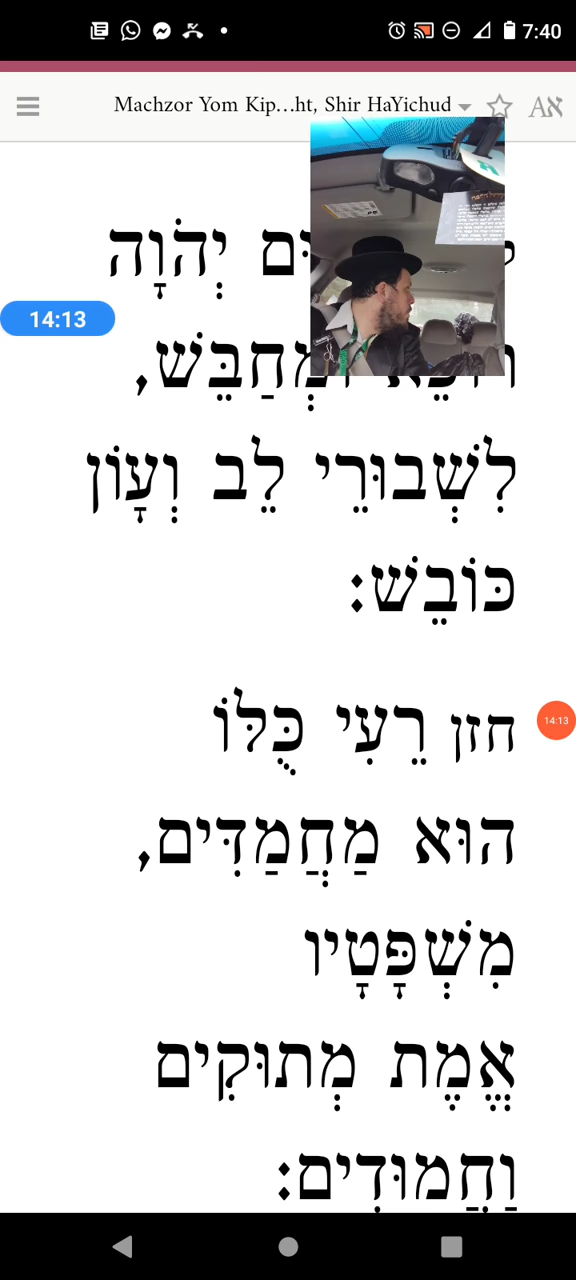 7:40
Machzor Yom Kip...ht, Shir HaYichud
Aא
יְהֹוָה
14:13
לִשְׁבוּרֵי לֵב וְעָוֹן
כּוֹבֵשׁ:
חזן רֵעִי כֻּלּוֹ
14:13
הוּא מַחֲמַדִּים,
מִשְׁפָּטָיו
אֱמֶת מְתוּקִים
וַחֲמוּדִים: